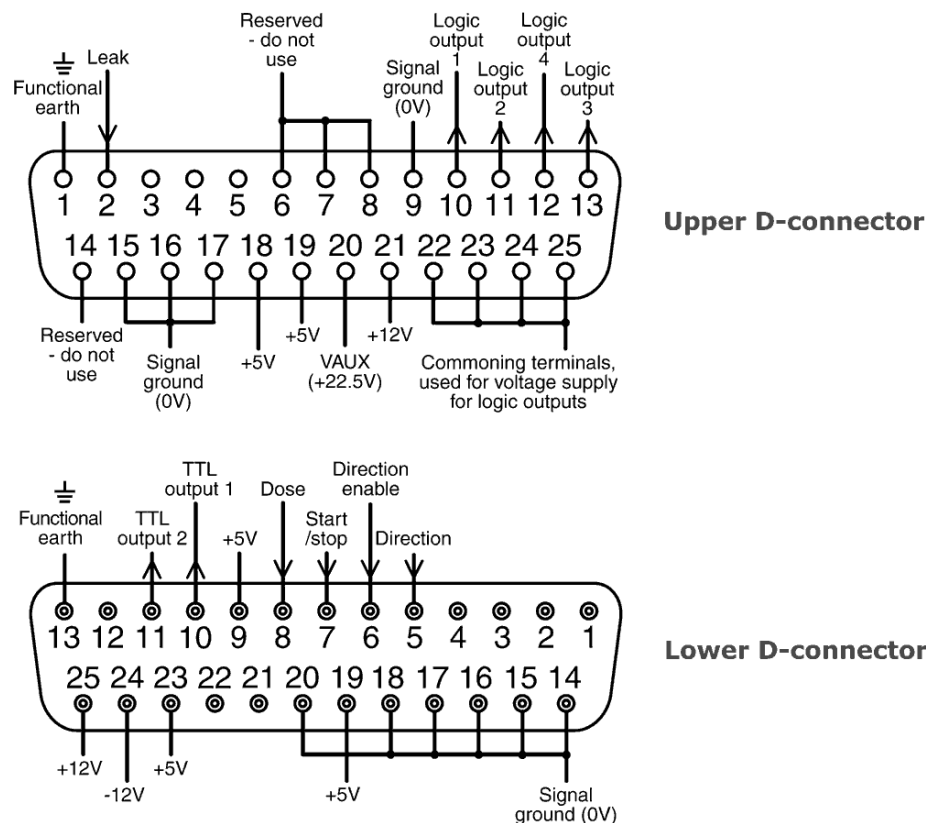 Reserved
- do not
use
Logic
output
1
Logic
output
4
Leak
Signal
ground
(0V)
Logic
output
2
Logic
output
3
Functional
earth
1 2 3 4 5 6 7 8 9 10 11 12 13
14 15 16 17 18 19 20 21 22 23 24 25
Upper D-connector
Reserved
- do not
use
Signal
ground
(0V)
+5V
+5V
VAUX
(+22.5V)
+12V
Commoning terminals,
used for voltage supply
for logic outputs
TTL
output 1
Dose
Direction
enable
Functional
earth
TTL
output 2
+5V
Start
/stop
Direction
13 12 11 10 9 8 7 6 5 4 3 2 1
25 24 23 22 21 20 19 18 17 16 15 14
Lower D-connector
+12V
-12V
+5V
+5V
Signal
ground (0V)